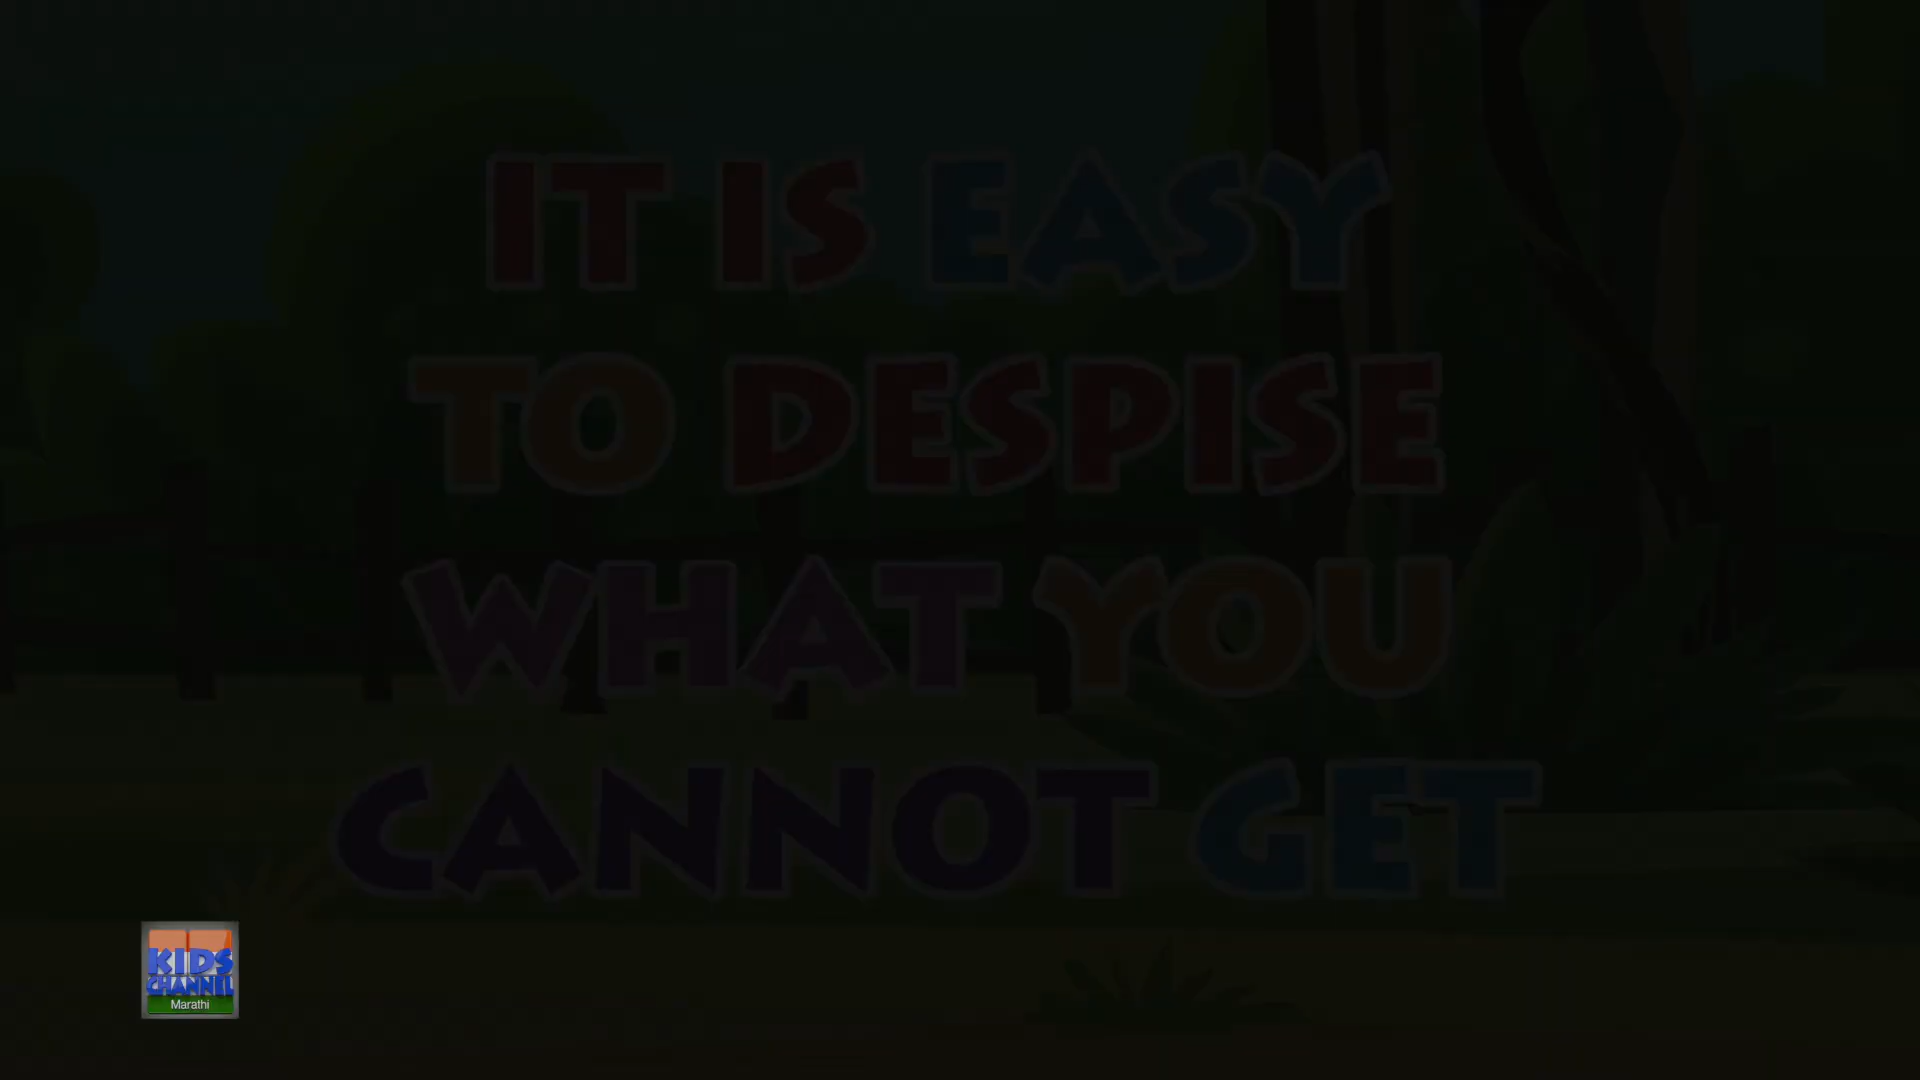 IT IS EASY
TO DESPISE
WHAT YOU
CANNOT GET
KIDS
CHANNEL
Marathi